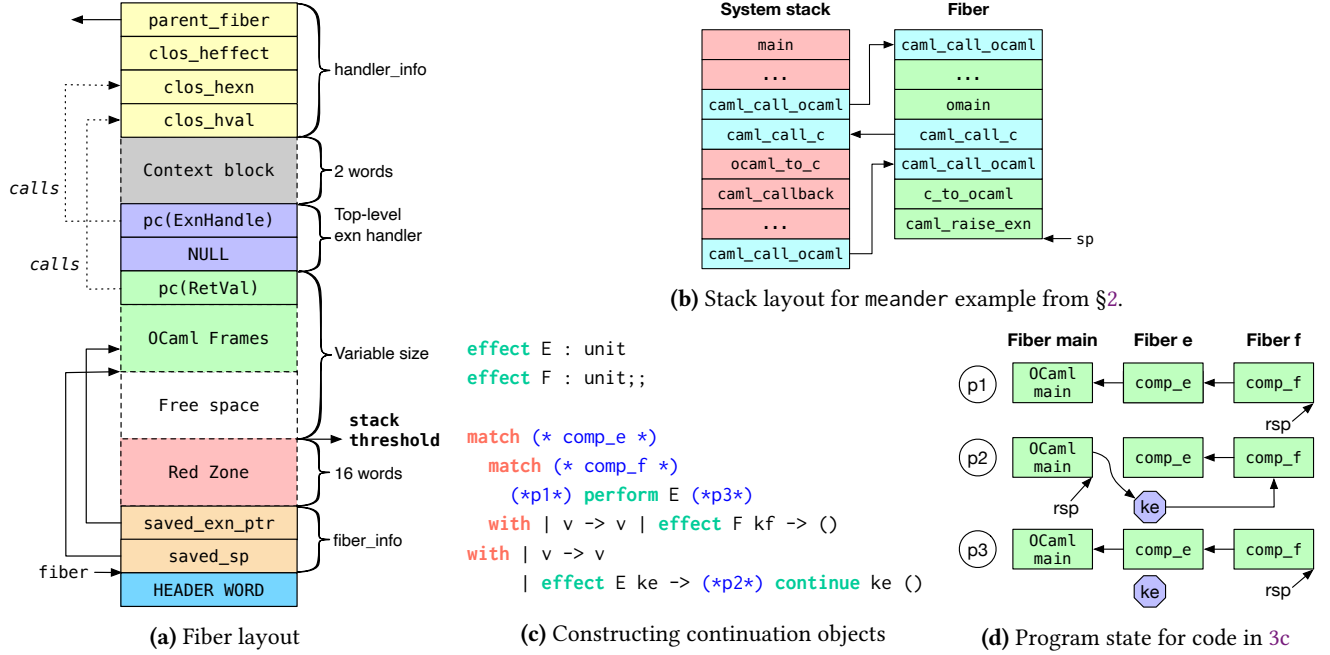 parent_fiber
clos_heffect
clos_hexn
clos_hval
handler_info
Context block
2 words
calls
pc(ExnHandle)
NULL
Top-level
exn handler
calls
pc(RetVal)
OCaml Frames
Free space
Variable size
stack
threshold
Red Zone
16 words
saved_exn_ptr
saved_sp
fiber_info
fiber
HEADER WORD
(a) Fiber layout
System stack
main
...
caml_call_ocaml
caml_call_c
ocaml_to_c
caml_callback
...
caml_call_ocaml
Fiber
caml_call_ocaml
...
omain
caml_call_c
caml_call_ocaml
c_to_ocaml
caml_raise_exn
sp
(b) Stack layout for meander example from §2.
effect E : unit
effect F : unit;;
match (* comp_e *)
match (* comp_f *)
(*p1*) perform E (*p3*)
with | v -> v | effect F kf -> ()
with | v -> v
| effect E ke -> (*p2*) continue ke ()
(c) Constructing continuation objects
Fiber main Fiber e Fiber f
p1
OCaml
main
comp_e
comp_f
rsp
p2
OCaml
main
comp_e
comp_f
rsp
ke
p3
OCaml
main
comp_e
comp_f
ke
rsp
(d) Program state for code in 3c